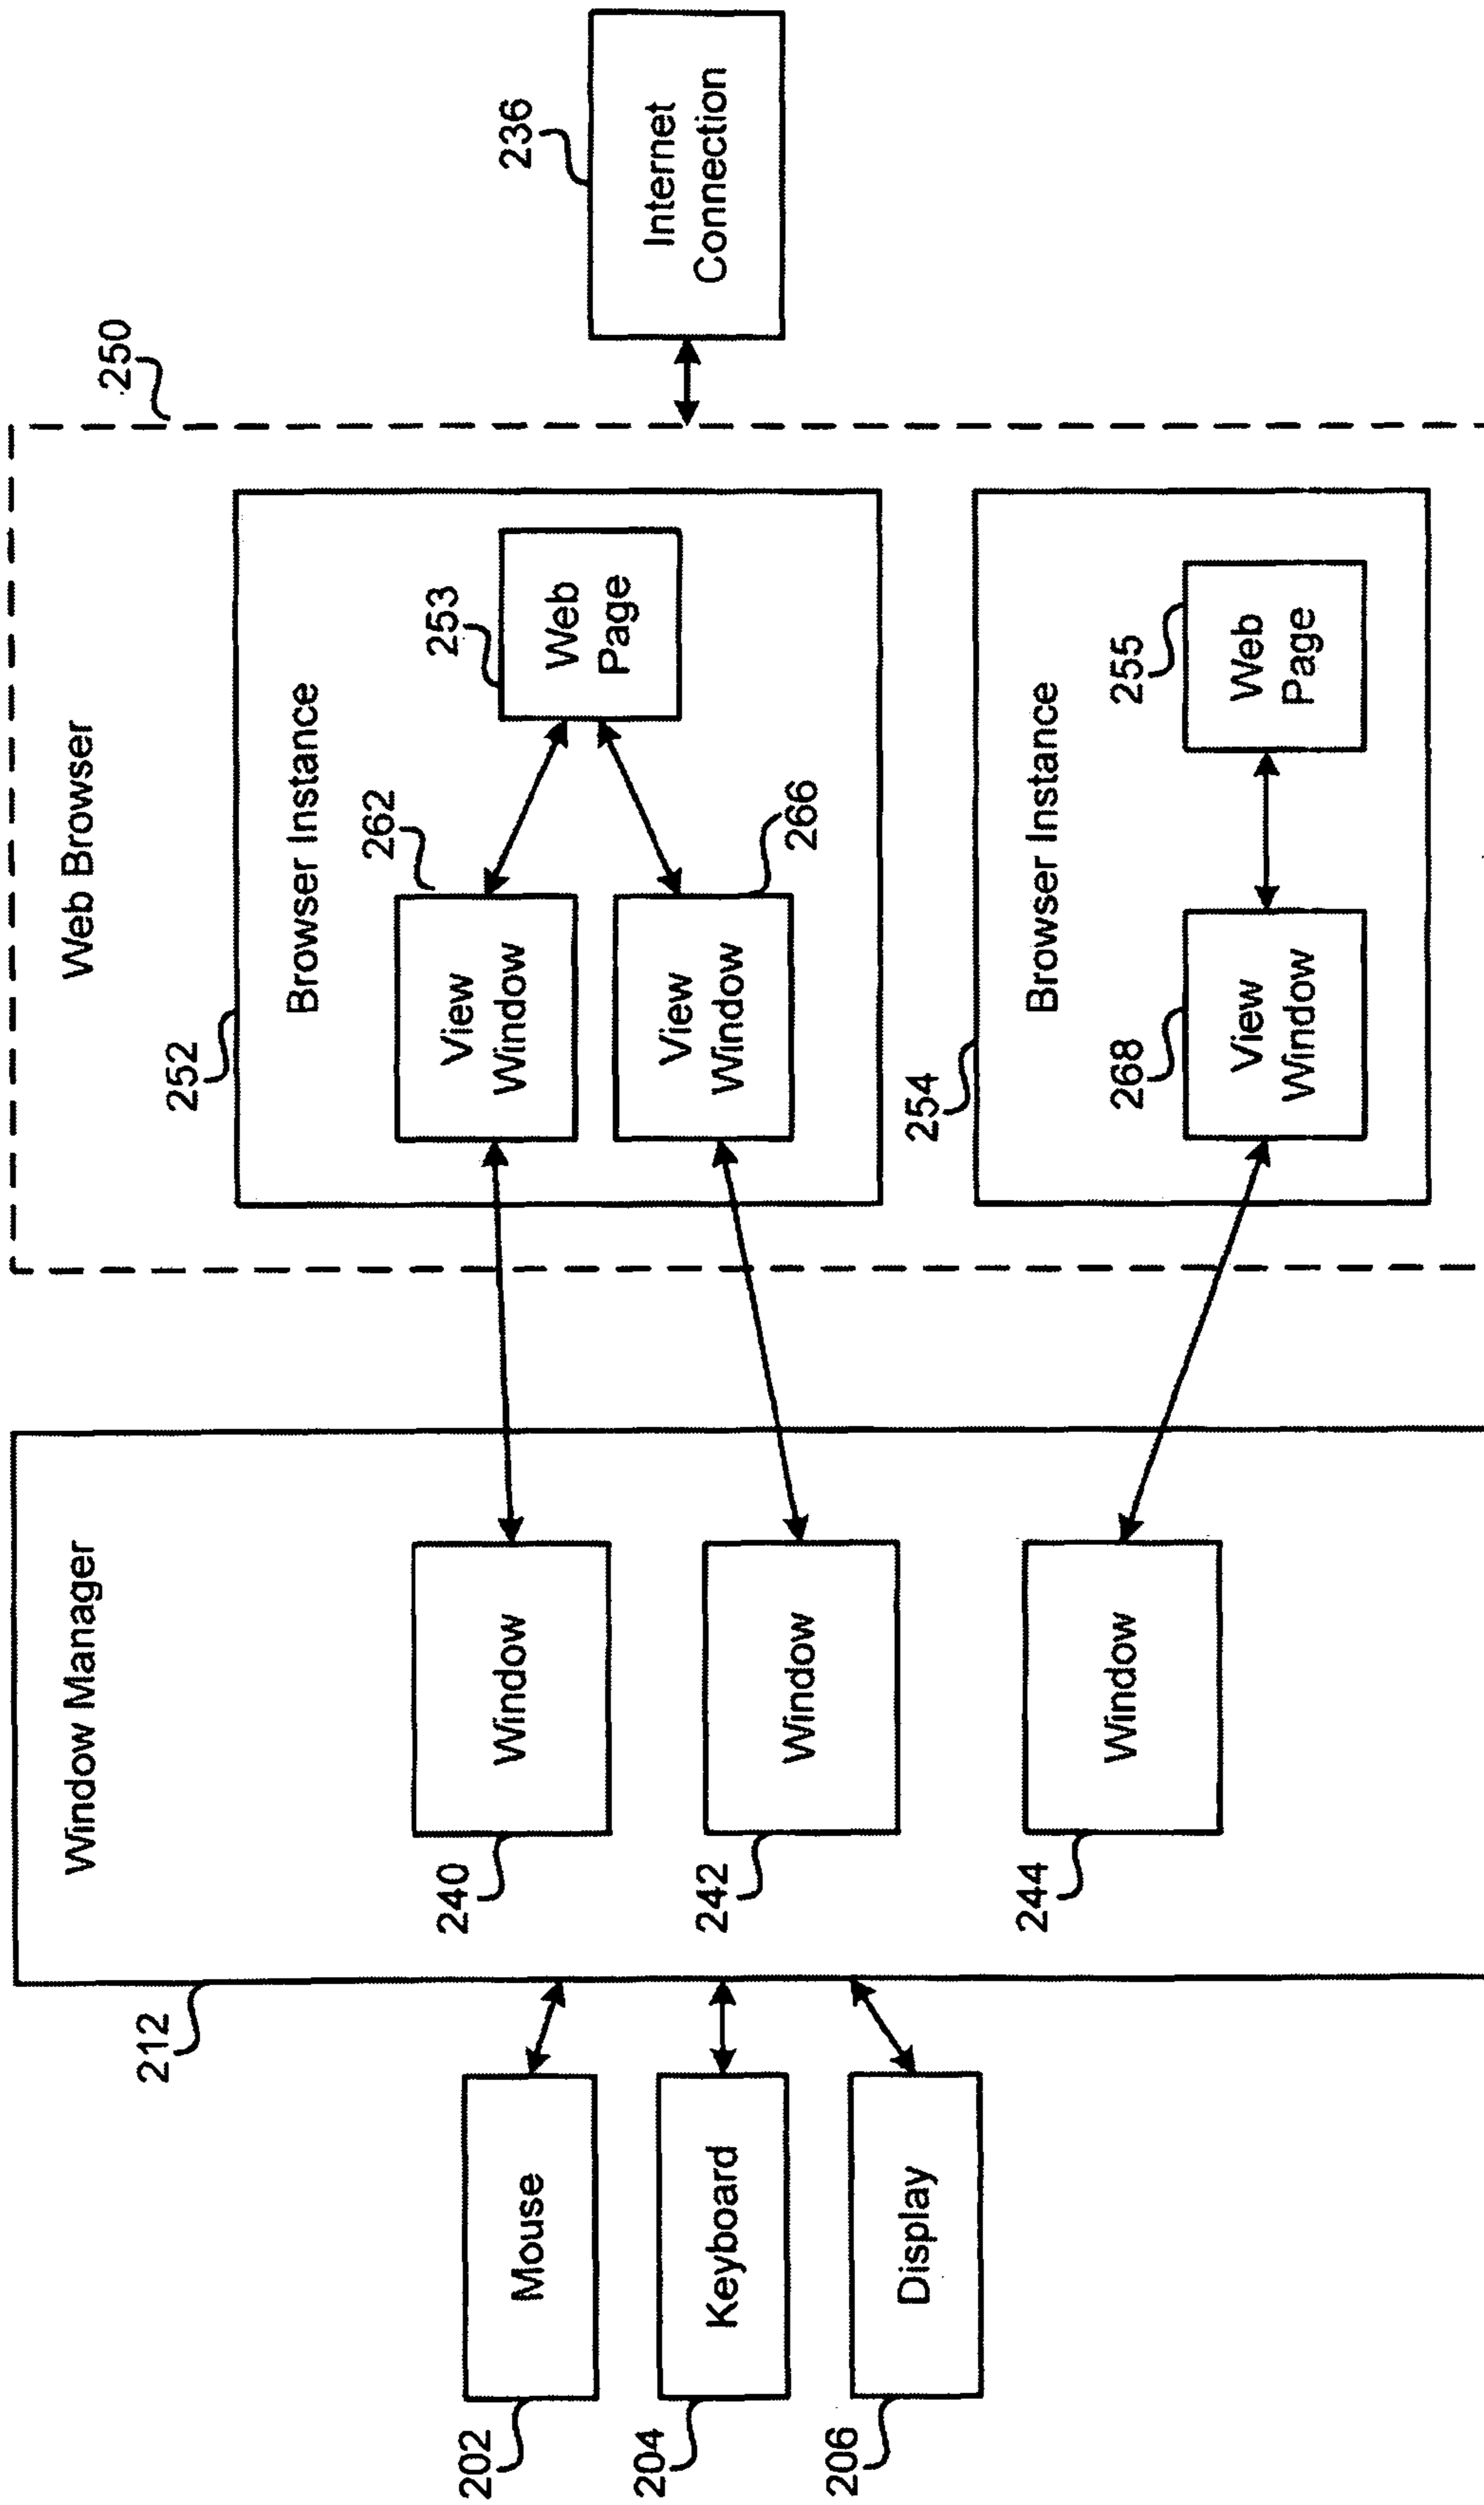 Window Manager
Web Browser
250
212
252
Browser Instance
202
Mouse
240
Window
262
View
Window
253
Web
Page
236
Internet
Connection
204
Keyboard
242
Window
View
Window
266
206
Display
254
Browser Instance
244
Window
268
View
Window
255
Web
Page